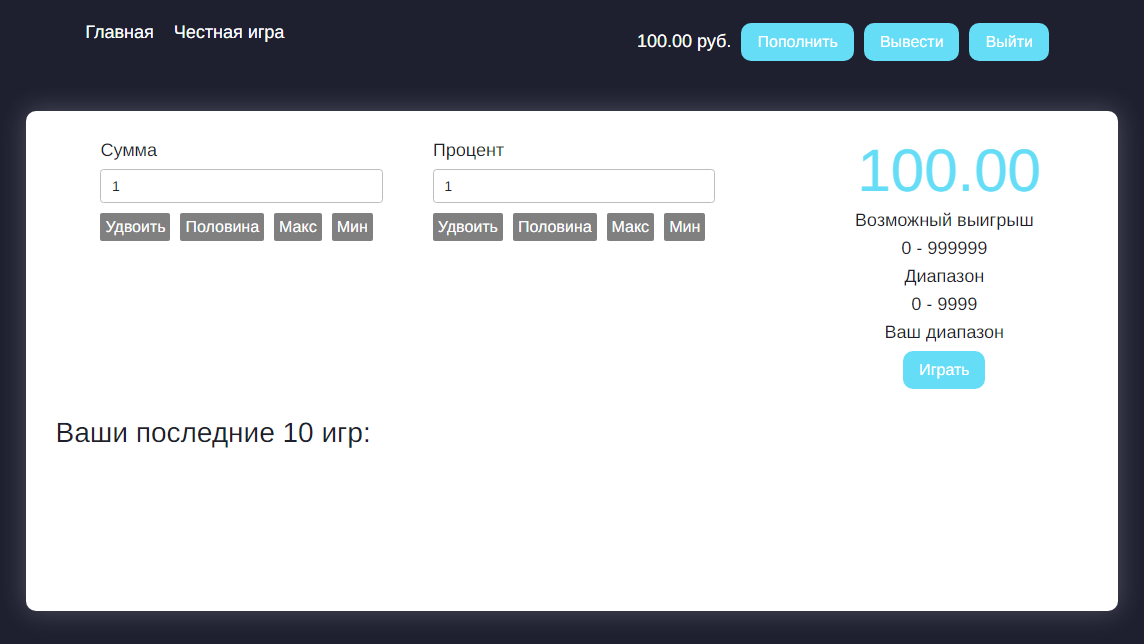 Главная Честная игра
100.00 руб. Пополнить Вывести Выйти
Сумма
1
Удвоить Половина Макс Мин
Процент
1
Удвоить Половина Макс Мин
100.00
Возможный выигрыш
0 - 999999
Диапазон
0 - 9999
Ваш диапазон
Играть
Ваши последние 10 игр: